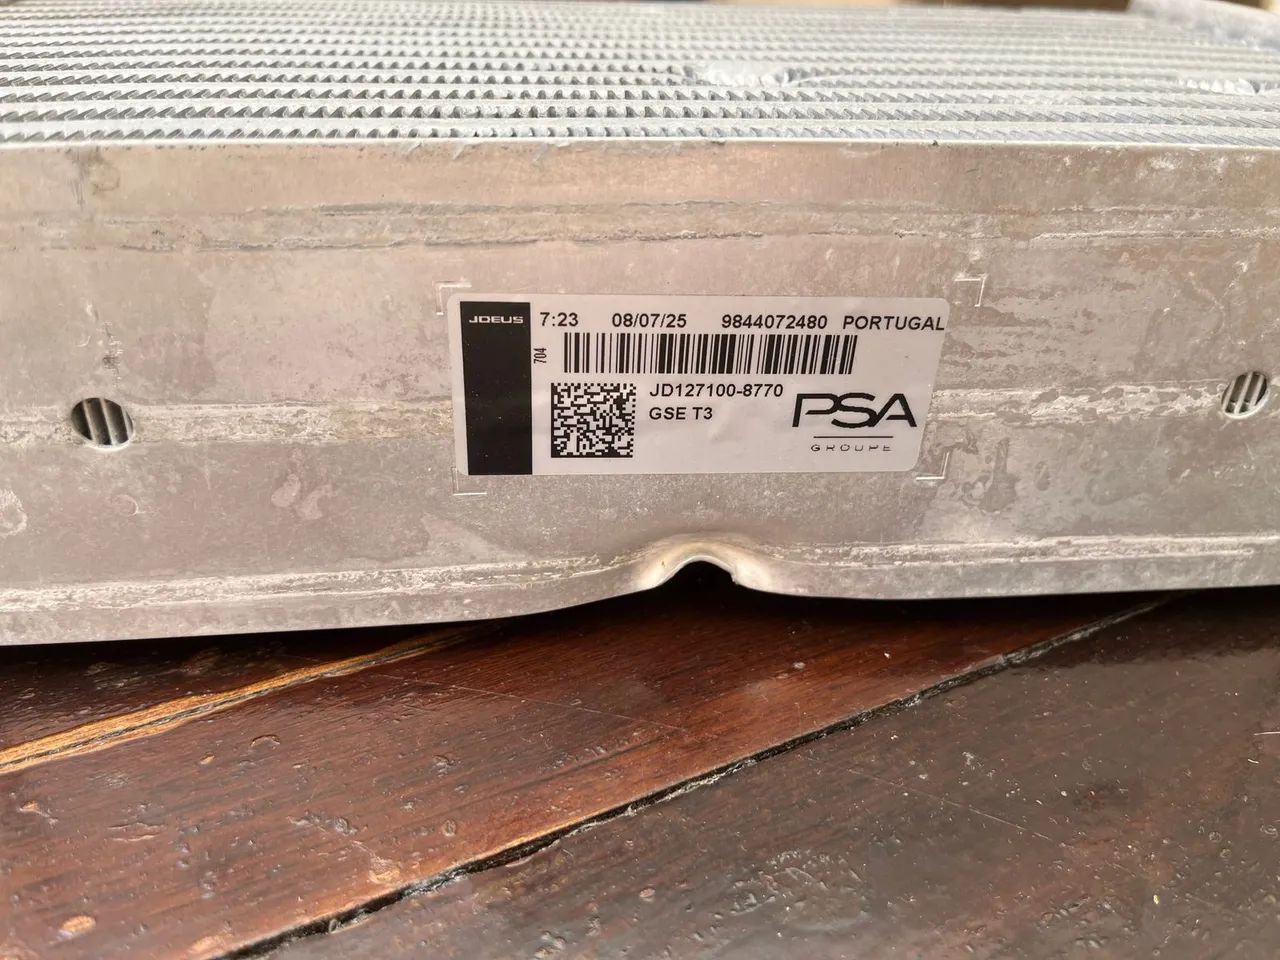 JDEUS 7:23 08/07/25 9844072480 PORTUGAL
704
JD127100-8770
GSE T3
PSA
GROUPE